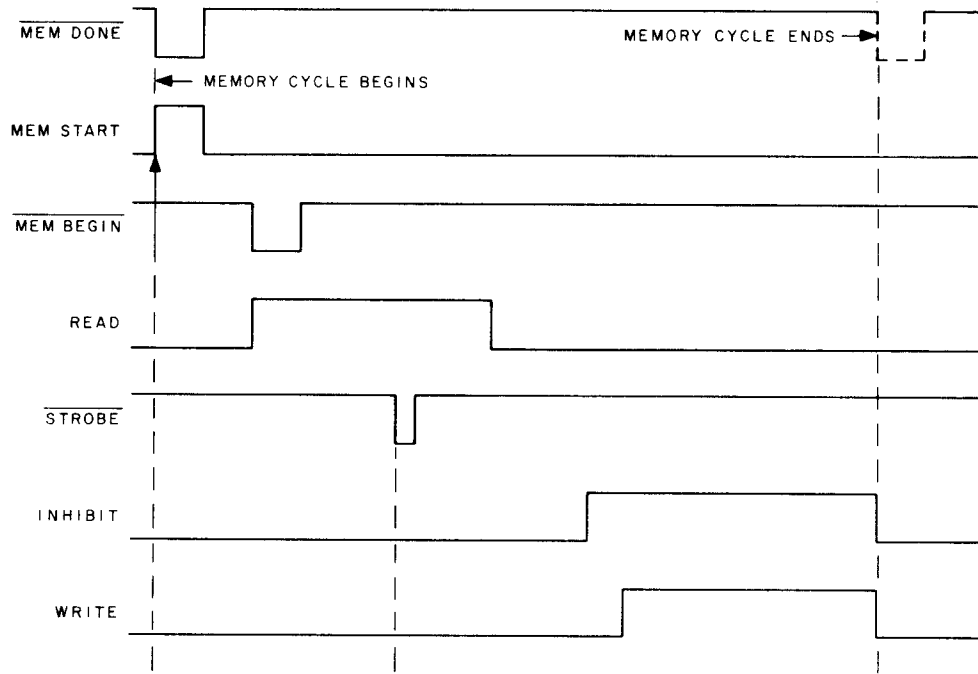 MEM DONE
MEMORY CYCLE ENDS
MEMORY CYCLE BEGINS
MEM START
MEM BEGIN
READ
STROBE
INHIBIT
WRITE